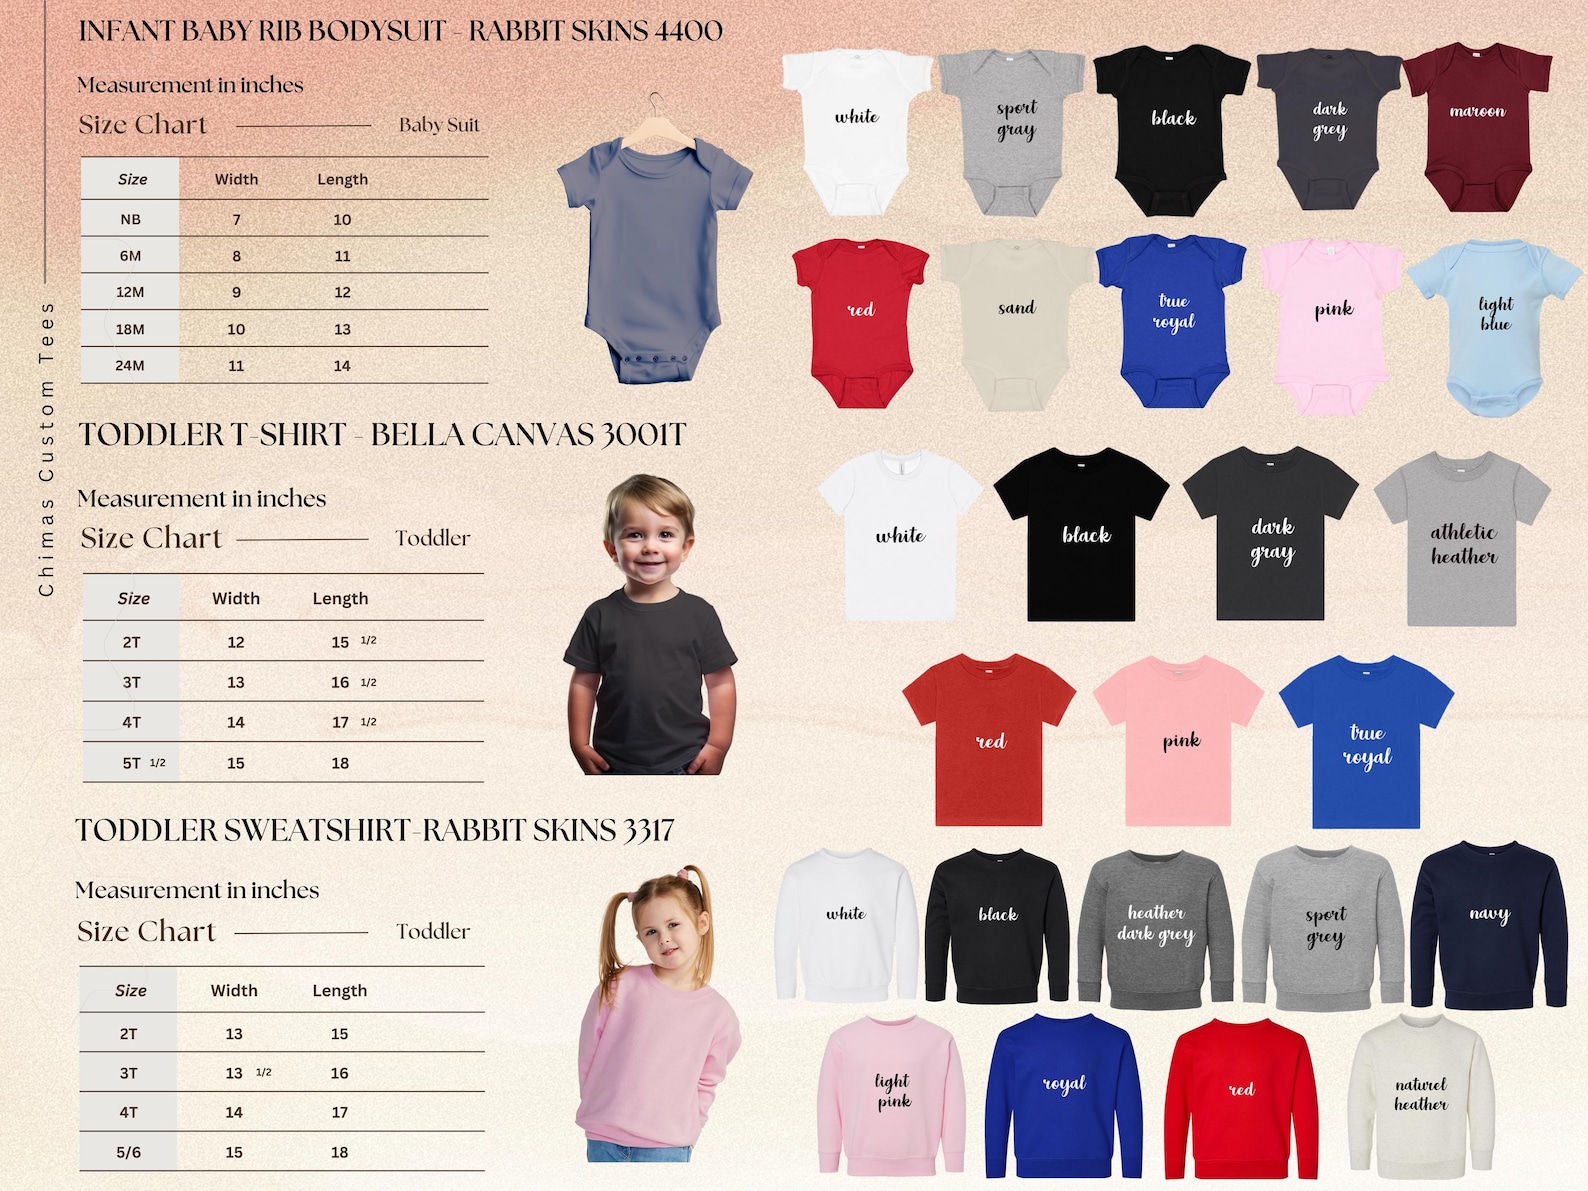 Chimas Custom Tees
INFANT BABY RIB BODYSUIT - RABBIT SKINS 4400
Measurement in inches
Size Chart Baby Suit
Size Width Length
NB 7 10
6M 8 11
12M 9 12
18M 10 13
24M 11 14
white
sport
gray
black
dark
grey
maroon
red
sand
true
royal
pink
light
blue
TODDLER T-SHIRT - BELLA CANVAS 3001T
Measurement in inches
Size Chart Toddler
Size Width Length
2T 12 15 1/2
3T 13 16 1/2
4T 14 17 1/2
5T 1/2 15 18
white
black
dark
gray
athletic
heather
red
pink
true
royal
TODDLER SWEATSHIRT-RABBIT SKINS 3317
Measurement in inches
Size Chart Toddler
Size Width Length
2T 13 15
3T 13 1/2 16
4T 14 17
5/6 15 18
white
black
heather
dark grey
sport
grey
navy
light
pink
royal
red
naturel
heather